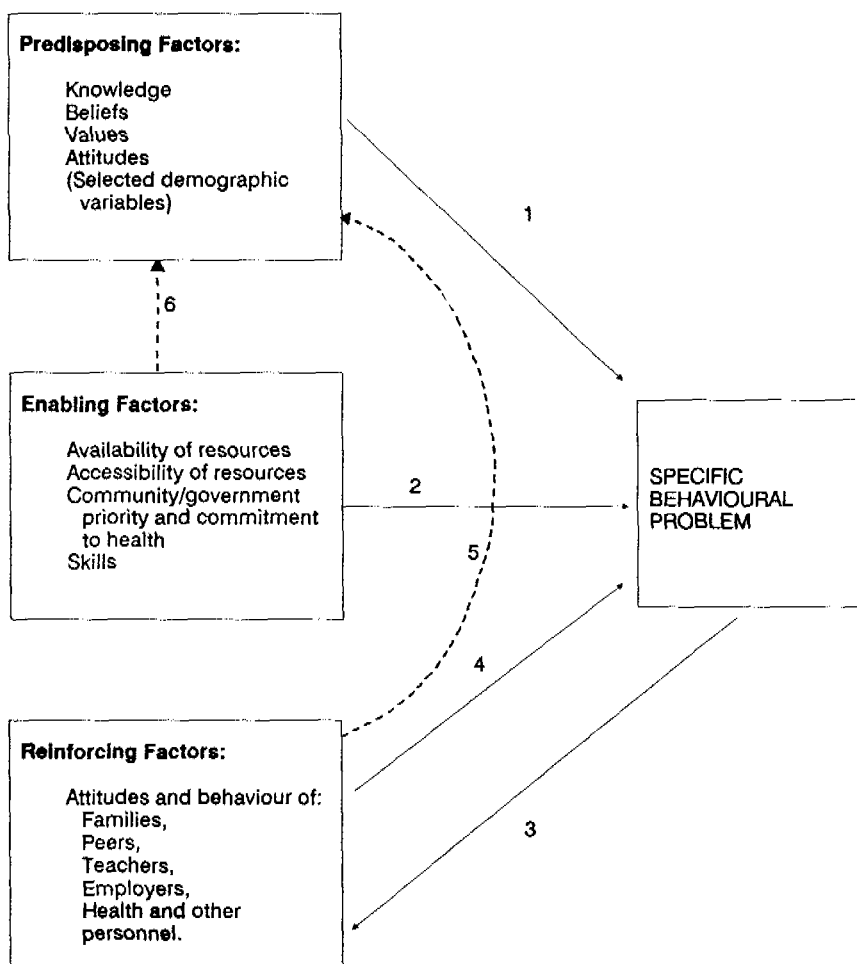 Predisposing Factors:
Knowledge
Beliefs
Values
Attitudes
(Selected demographic
variables)
1
6
Enabling Factors:
Availability of resources
Accessibility of resources
Community/government
priority and commitment
to health
Skills
2
SPECIFIC
BEHAVIOURAL
PROBLEM
5
4
Reinforcing Factors:
Attitudes and behaviour of:
Families,
Peers,
Teachers,
Employers,
Health and other
personnel.
3